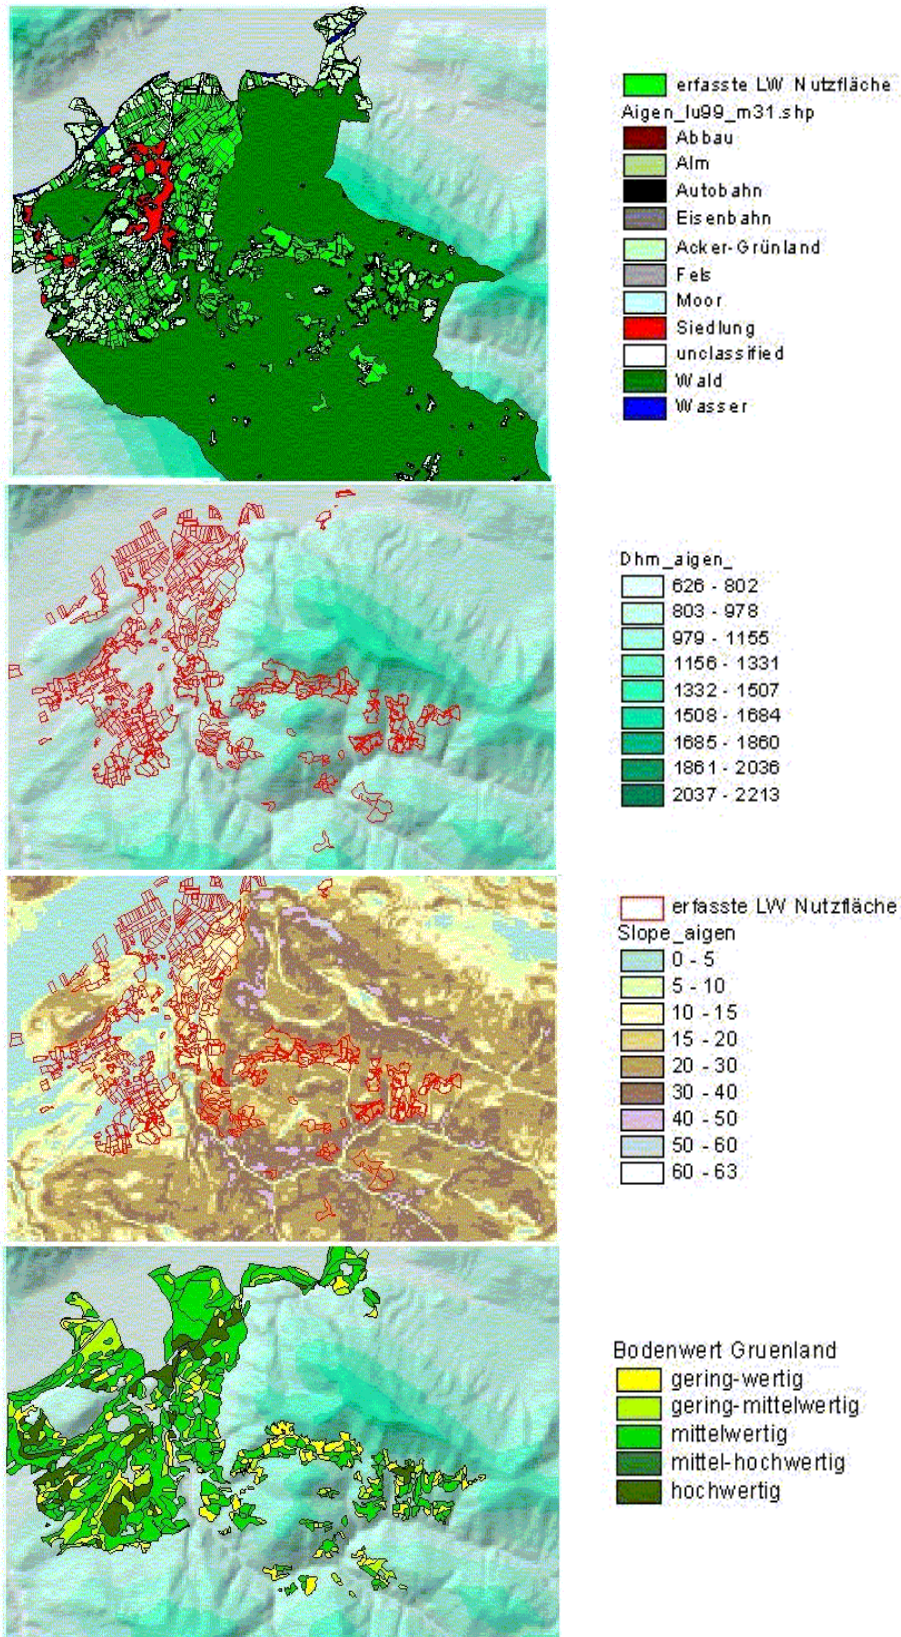 erfasste LW Nutzfläche
Aigen_lu99_m31.shp
Abbau
Alm
Autobahn
Eisenbahn
Acker-Grünland
Fels
Moor
Siedlung
unclassified
Wald
Wasser
Dhm_aigen_
626 - 802
803 - 978
979 - 1155
1156 - 1331
1332 - 1507
1508 - 1684
1685 - 1860
1861 - 2036
2037 - 2213
erfasste LW Nutzfläche
Slope_aigen
0 - 5
5 - 10
10 - 15
15 - 20
20 - 30
30 - 40
40 - 50
50 - 60
60 - 63
Bodenwert Gruenland
gering-wertig
gering-mittelwertig
mittelwertig
mittel-hochwertig
hochwertig